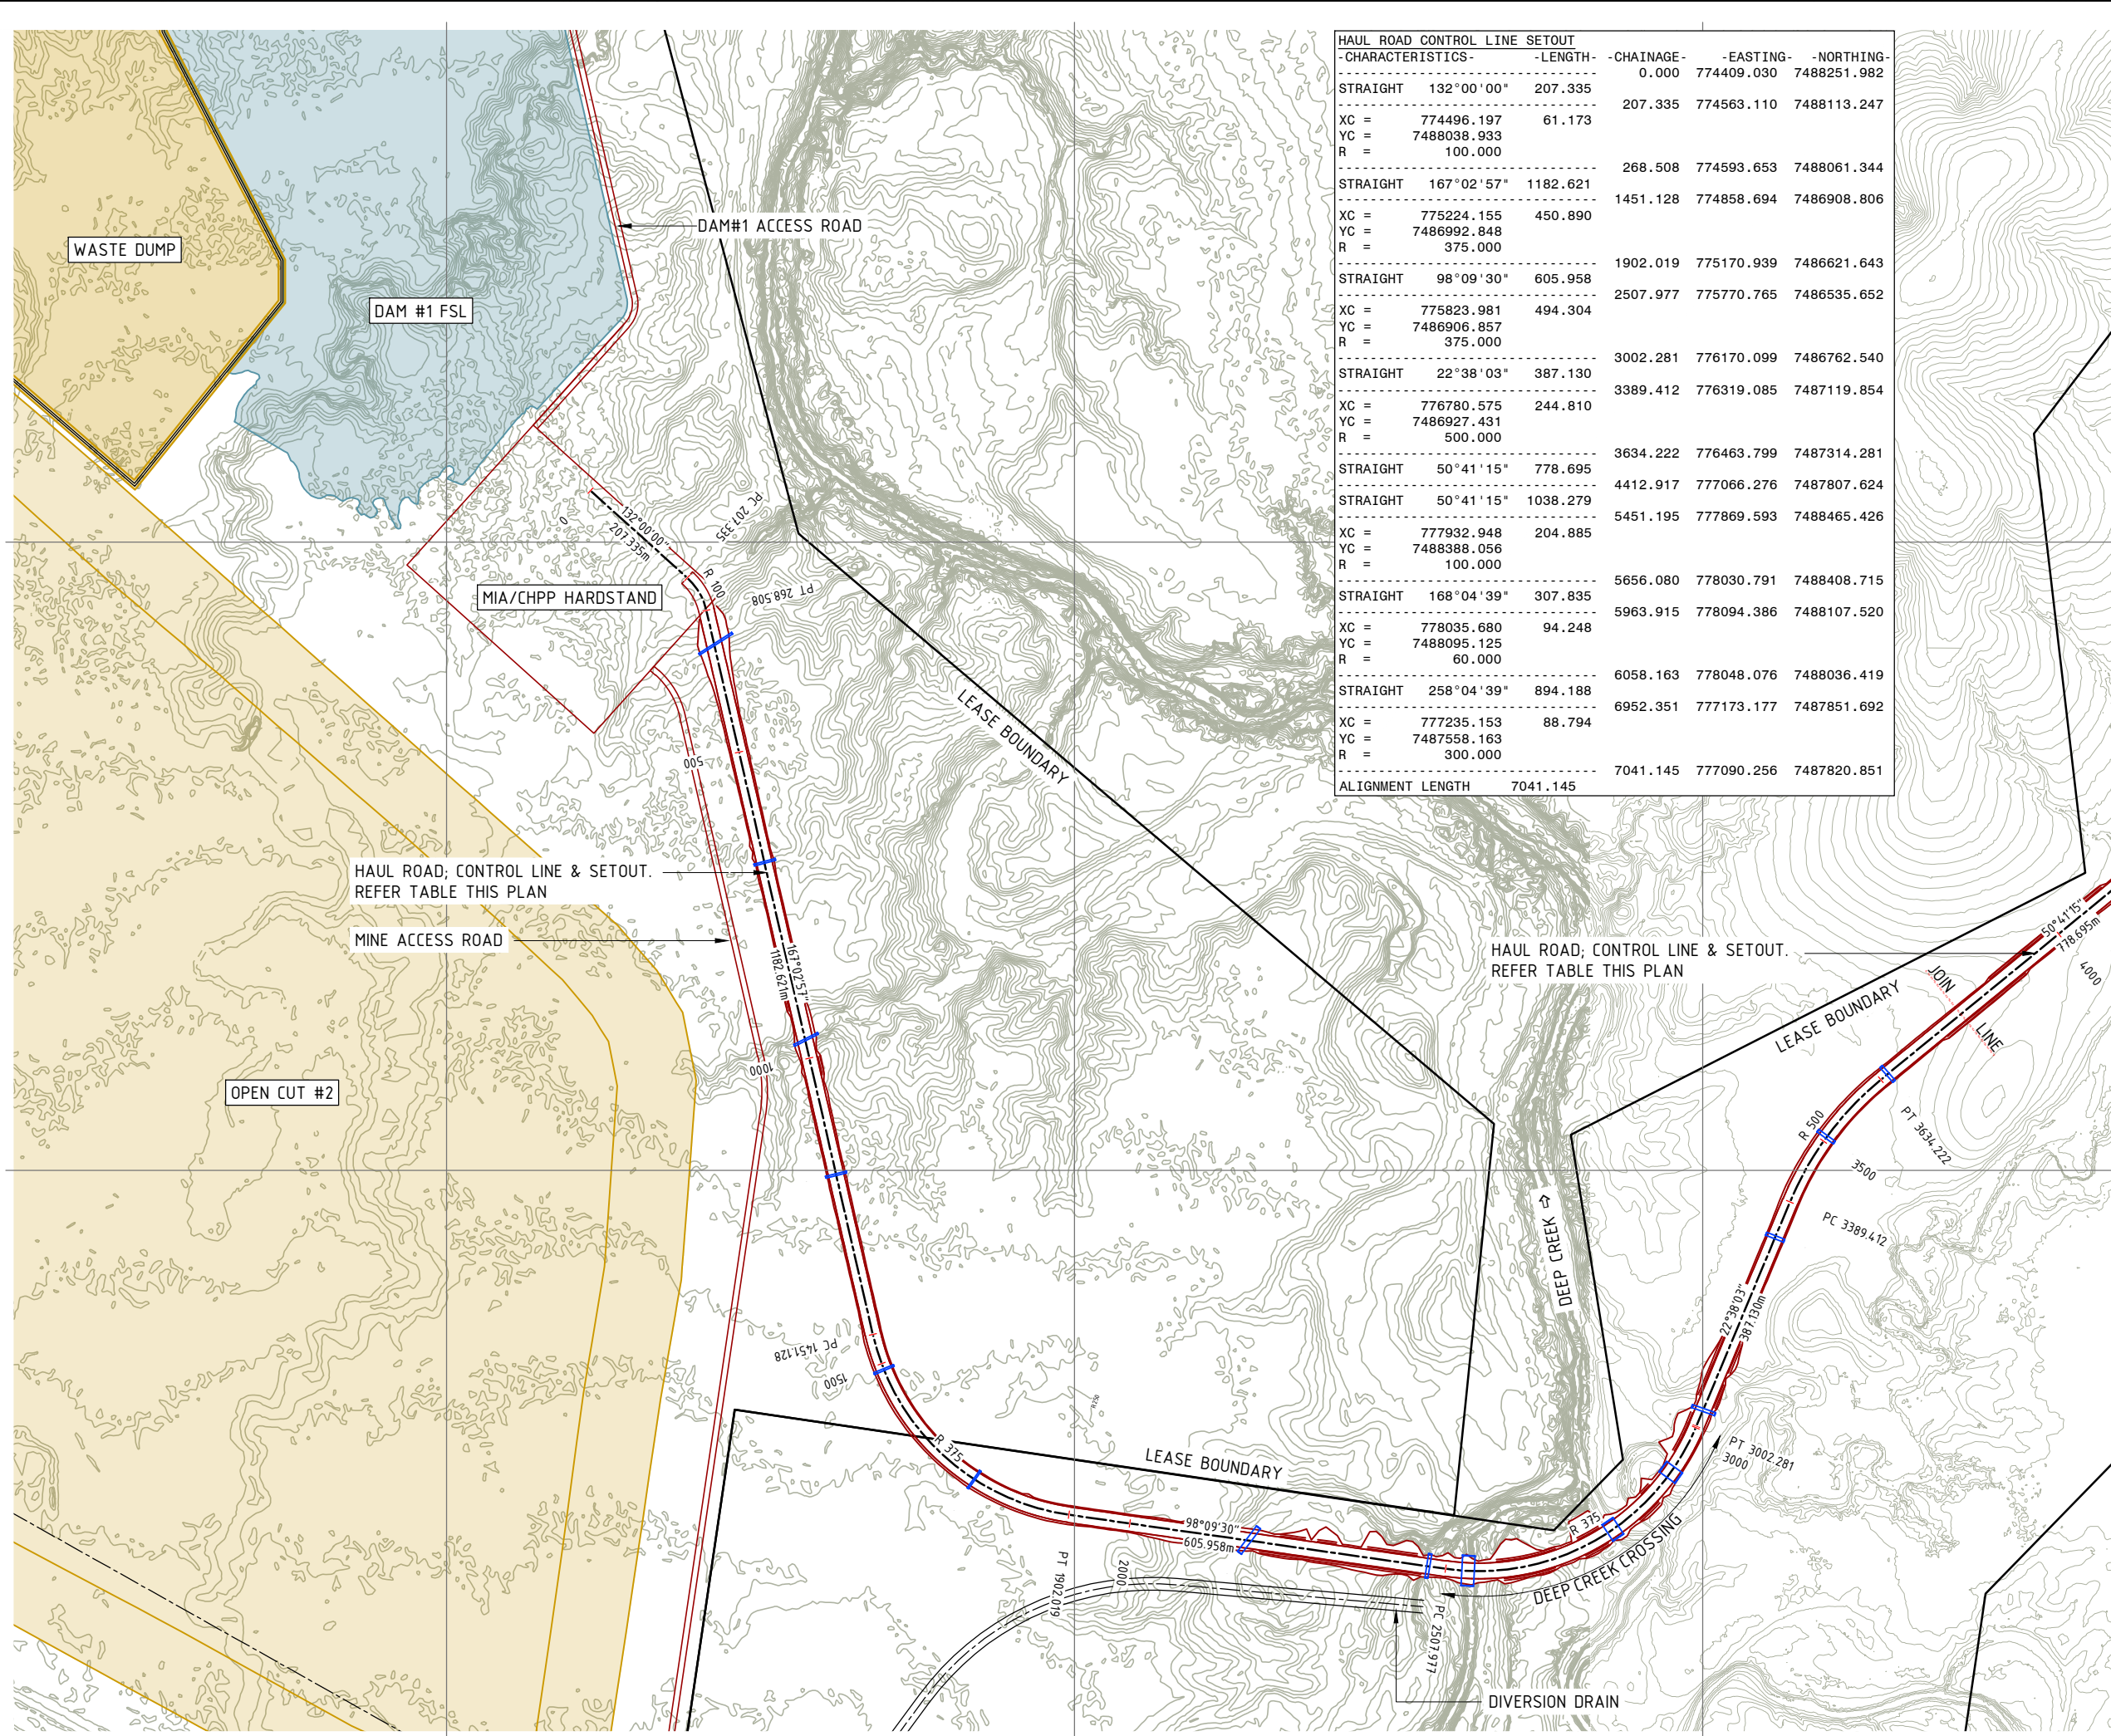 HAUL ROAD CONTROL LINE SETOUT
-CHARACTERISTICS- -LENGTH- -CHAINAGE- -EASTING- -NORTHING-
0.000 774409.030 7488251.982
STRAIGHT 132°00'00" 207.335
207.335 774563.110 7488113.247
XC = 774496.197 61.173
YC = 7488038.933
R = 100.000
268.508 774593.653 7488061.344
STRAIGHT 167°02'57" 1182.621
1451.128 774858.694 7486908.806
XC = 775224.155 450.890
YC = 7486992.848
R = 375.000
1902.019 775170.939 7486621.643
STRAIGHT 98°09'30" 605.958
2507.977 775770.765 7486535.652
XC = 775823.981 494.304
YC = 7486906.857
R = 375.000
3002.281 776170.099 7486762.540
STRAIGHT 22°38'03" 387.130
3389.412 776319.085 7487119.854
XC = 776780.575 244.810
YC = 7486927.431
R = 500.000
3634.222 776463.799 7487314.281
STRAIGHT 50°41'15" 778.695
4412.917 777066.276 7487807.624
STRAIGHT 50°41'15" 1038.279
5451.195 777869.593 7488465.426
XC = 777932.948 204.885
YC = 7488388.056
R = 100.000
5656.080 778030.791 7488408.715
STRAIGHT 168°04'39" 307.835
5963.915 778094.386 7488107.520
XC = 778035.680 94.248
YC = 7488095.125
R = 60.000
6058.163 778048.076 7488036.419
STRAIGHT 258°04'39" 894.188
6952.351 777173.177 7487851.692
XC = 777235.153 88.794
YC = 7487558.163
R = 300.000
7041.145 777090.256 7487820.851
ALIGNMENT LENGTH 7041.145
WASTE DUMP
DAM#1 ACCESS ROAD
DAM #1 FSL
0
132°00'00"
207.335m
PC 207.335
R 100
PT 268.508
MIA/CHPP HARDSTAND
LEASE BOUNDARY
500
HAUL ROAD; CONTROL LINE & SETOUT.
REFER TABLE THIS PLAN
MINE ACCESS ROAD
167°02'57"
1182.621m
1000
OPEN CUT #2
HAUL ROAD; CONTROL LINE & SETOUT.
REFER TABLE THIS PLAN
50°41'15"
778.695m
4000
JOIN
LINE
LEASE BOUNDARY
R 500
PT 3634.222
3500
PC 3389.412
DEEP CREEK
22°38'03"
387.130m
PC 1451.128
1500
R 375
LEASE BOUNDARY
PT 3002.281
3000
98°09'30"
605.958m
R 375
DEEP CREEK CROSSING
PT 1902.019
2000
PC 2507.977
DIVERSION DRAIN